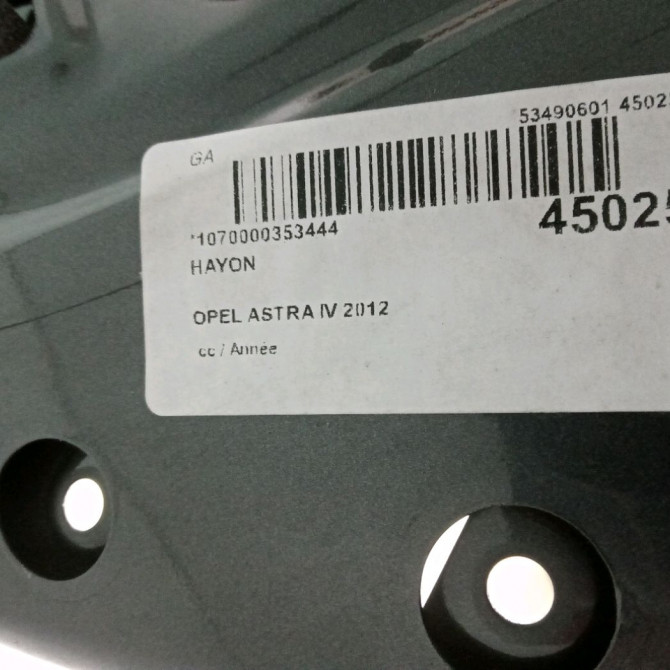 GA
53490601 4502
45025
*1070000353444
HAYON
OPEL ASTRA IV 2012
cc / Année